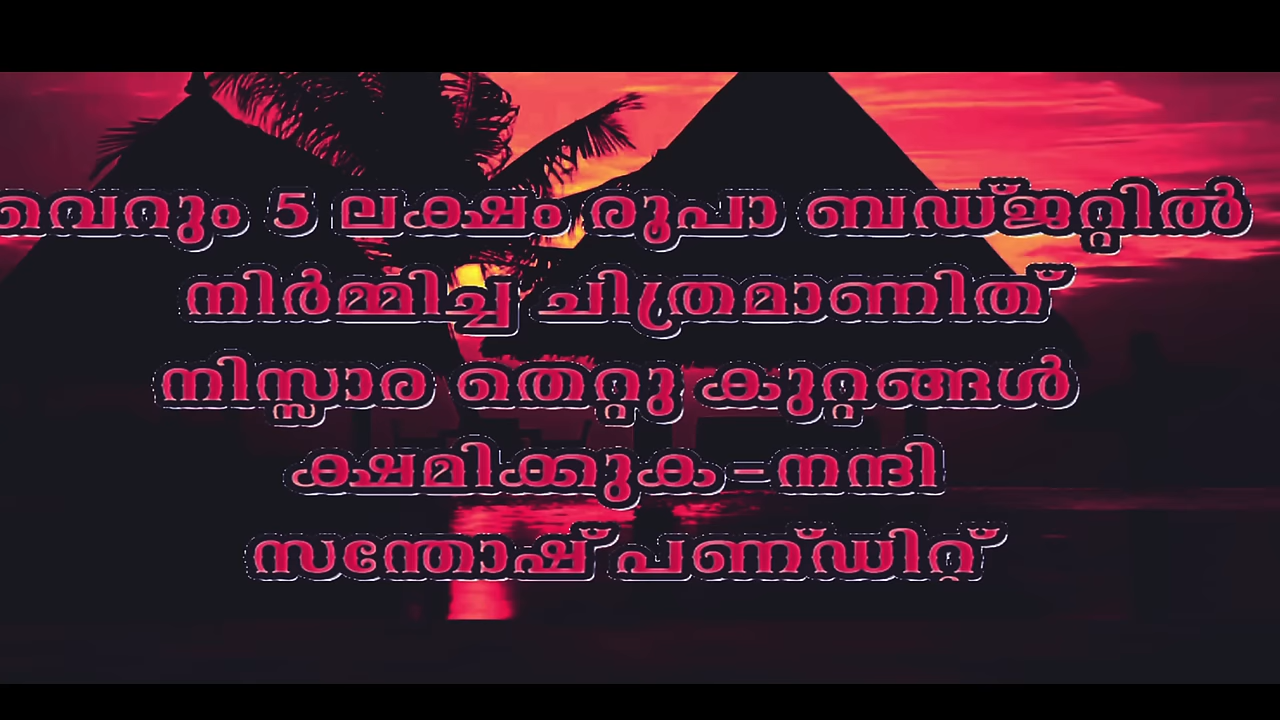 വെറും 5 ലക്ഷം രൂപാ ബഡ്ജറ്റിൽ
നിർമ്മിച്ച ചിത്രമാണിത്
നിസ്സാര തെറ്റു കുറ്റങ്ങൾ
ക്ഷമിക്കുക = നന്ദി
സന്തോഷ് പണ്ഡിറ്റ്